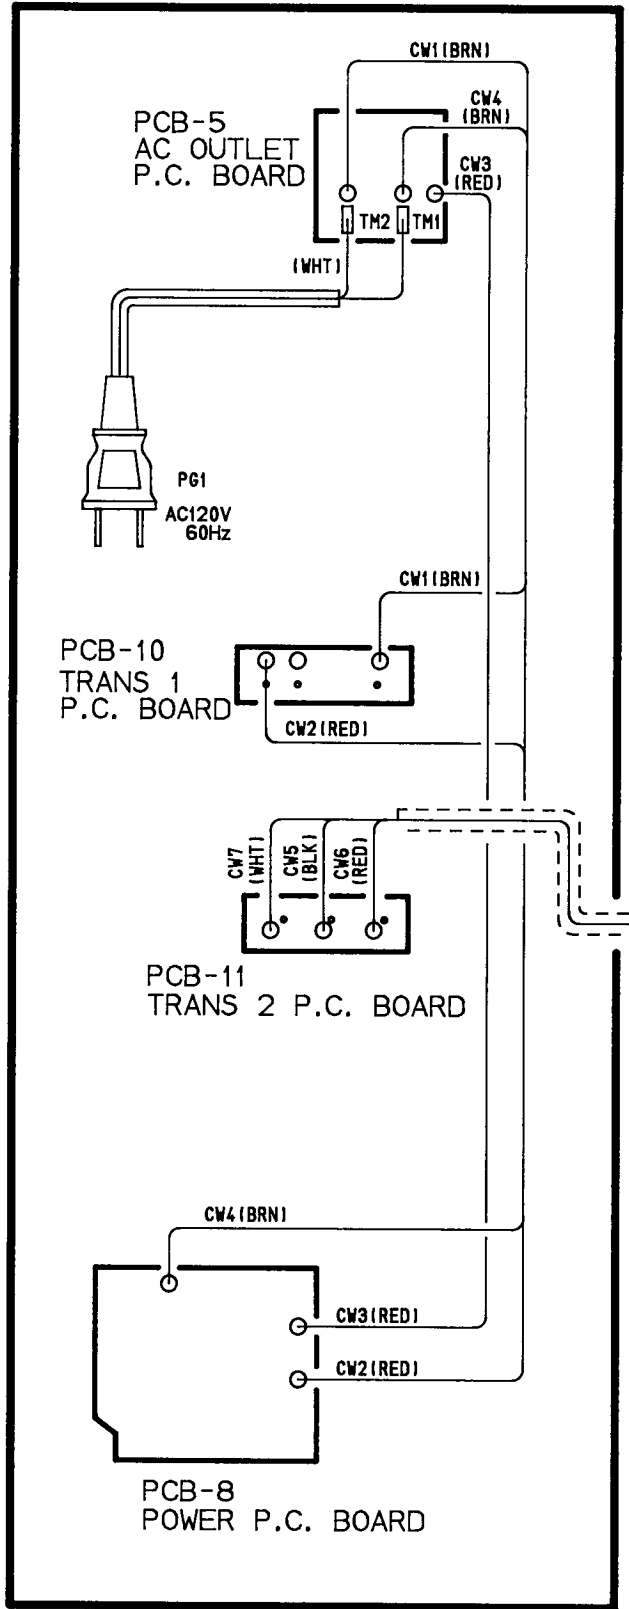 CW1(BRN)
CW4
(BRN)
PCB-5
AC OUTLET
P.C. BOARD
CW3
(RED)
TM2
TM1
(WHT)
PG1
AC120V
60Hz
CW1(BRN)
PCB-10
TRANS 1
P.C. BOARD
CW2(RED)
CW7
(WHT)
CW5
(BLK)
CW6
(RED)
PCB-11
TRANS 2 P.C. BOARD
CW4(BRN)
CW3(RED)
CW2(RED)
PCB-8
POWER P.C. BOARD